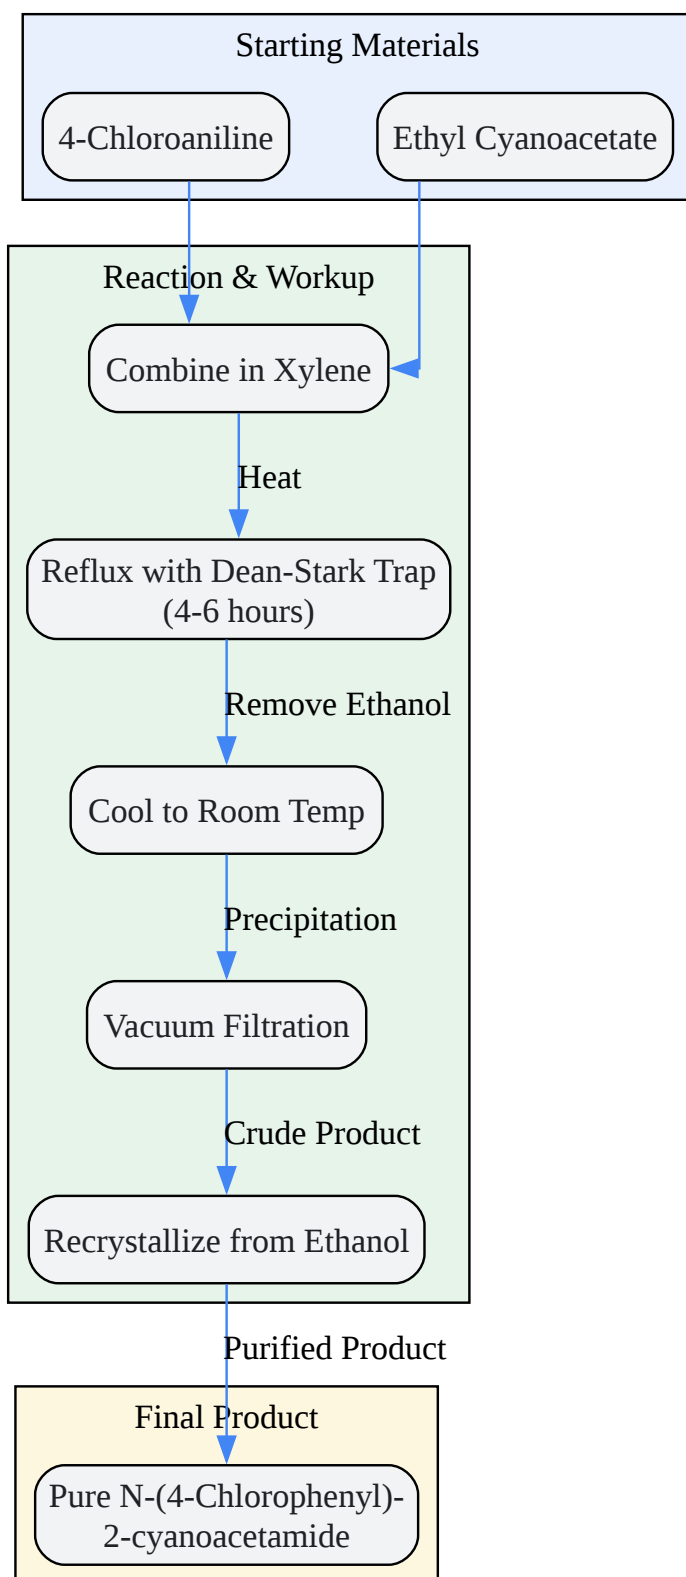 Starting Materials
4-Chloroaniline
Ethyl Cyanoacetate
Reaction & Workup
Combine in Xylene
Heat
Reflux with Dean-Stark Trap
(4-6 hours)
Remove Ethanol
Cool to Room Temp
Precipitation
Vacuum Filtration
Crude Product
Recrystallize from Ethanol
Purified Product
Final Product
Pure N-(4-Chlorophenyl)-
2-cyanoacetamide